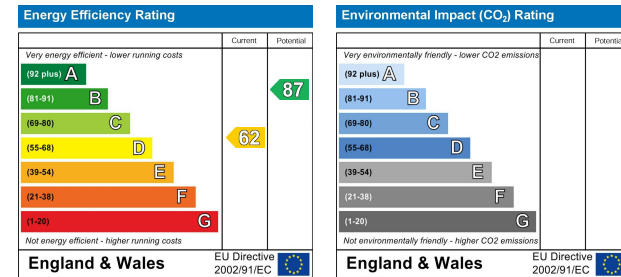 Energy Efficiency Rating
Current Potential
Very energy efficient - lower running costs
(92 plus) A
(81-91) B
87
(69-80) C
(55-68) D
62
(39-54) E
(21-38) F
(1-20) G
Not energy efficient - higher running costs
England & Wales
EU Directive
2002/91/EC
Environmental Impact (CO₂) Rating
Current Potentia
Very environmentally friendly - lower CO2 emissions
(92 plus) A
(81-91) B
(69-80) C
(55-68) D
(39-54) E
(21-38) F
(1-20) G
Not environmentally friendly - higher CO2 emissions
England & Wales
EU Directive
2002/91/EC